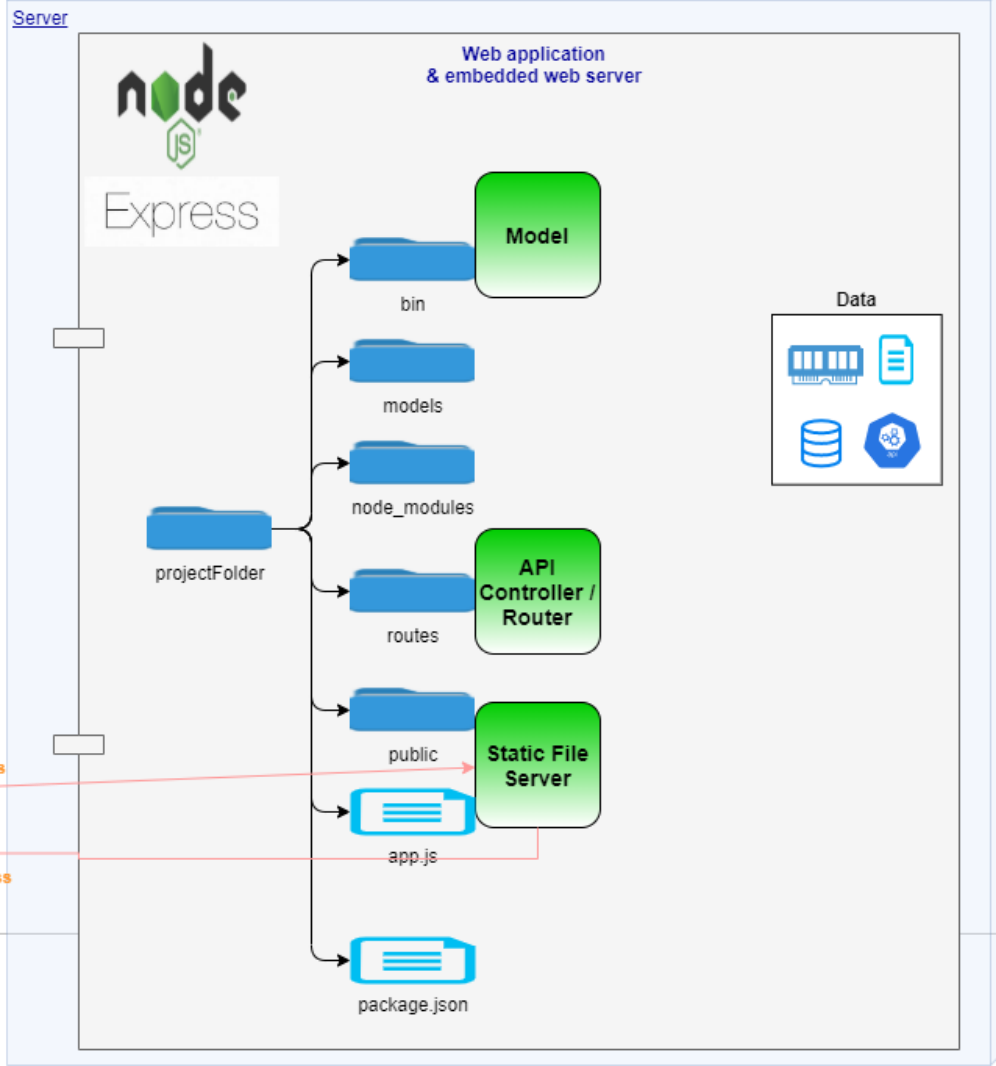 Server
Web application
& embedded web server
node
JS
Express
Model
bin
Data
models
api
node_modules
projectFolder
API
Controller /
Router
routes
public
Static File
Server
app.js
package.json